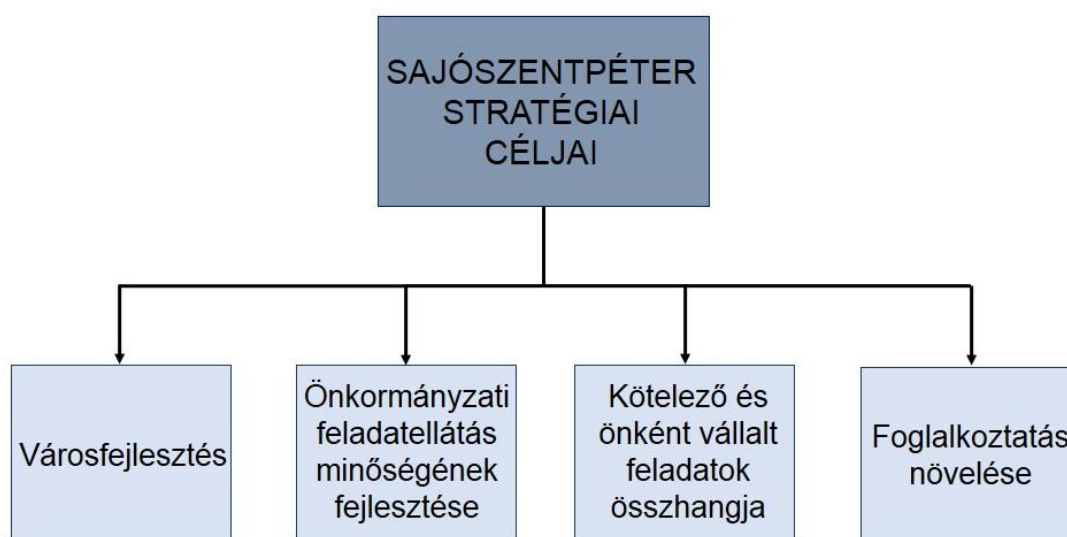 SAJÓSZENTPÉTER
STRATÉGIAI
CÉLJAI
Városfejlesztés
Önkormányzati
feladatellátás
minőségének
fejlesztése
Kötelező és
önként vállalt
feladatok
összhangja
Foglalkoztatás
növelése